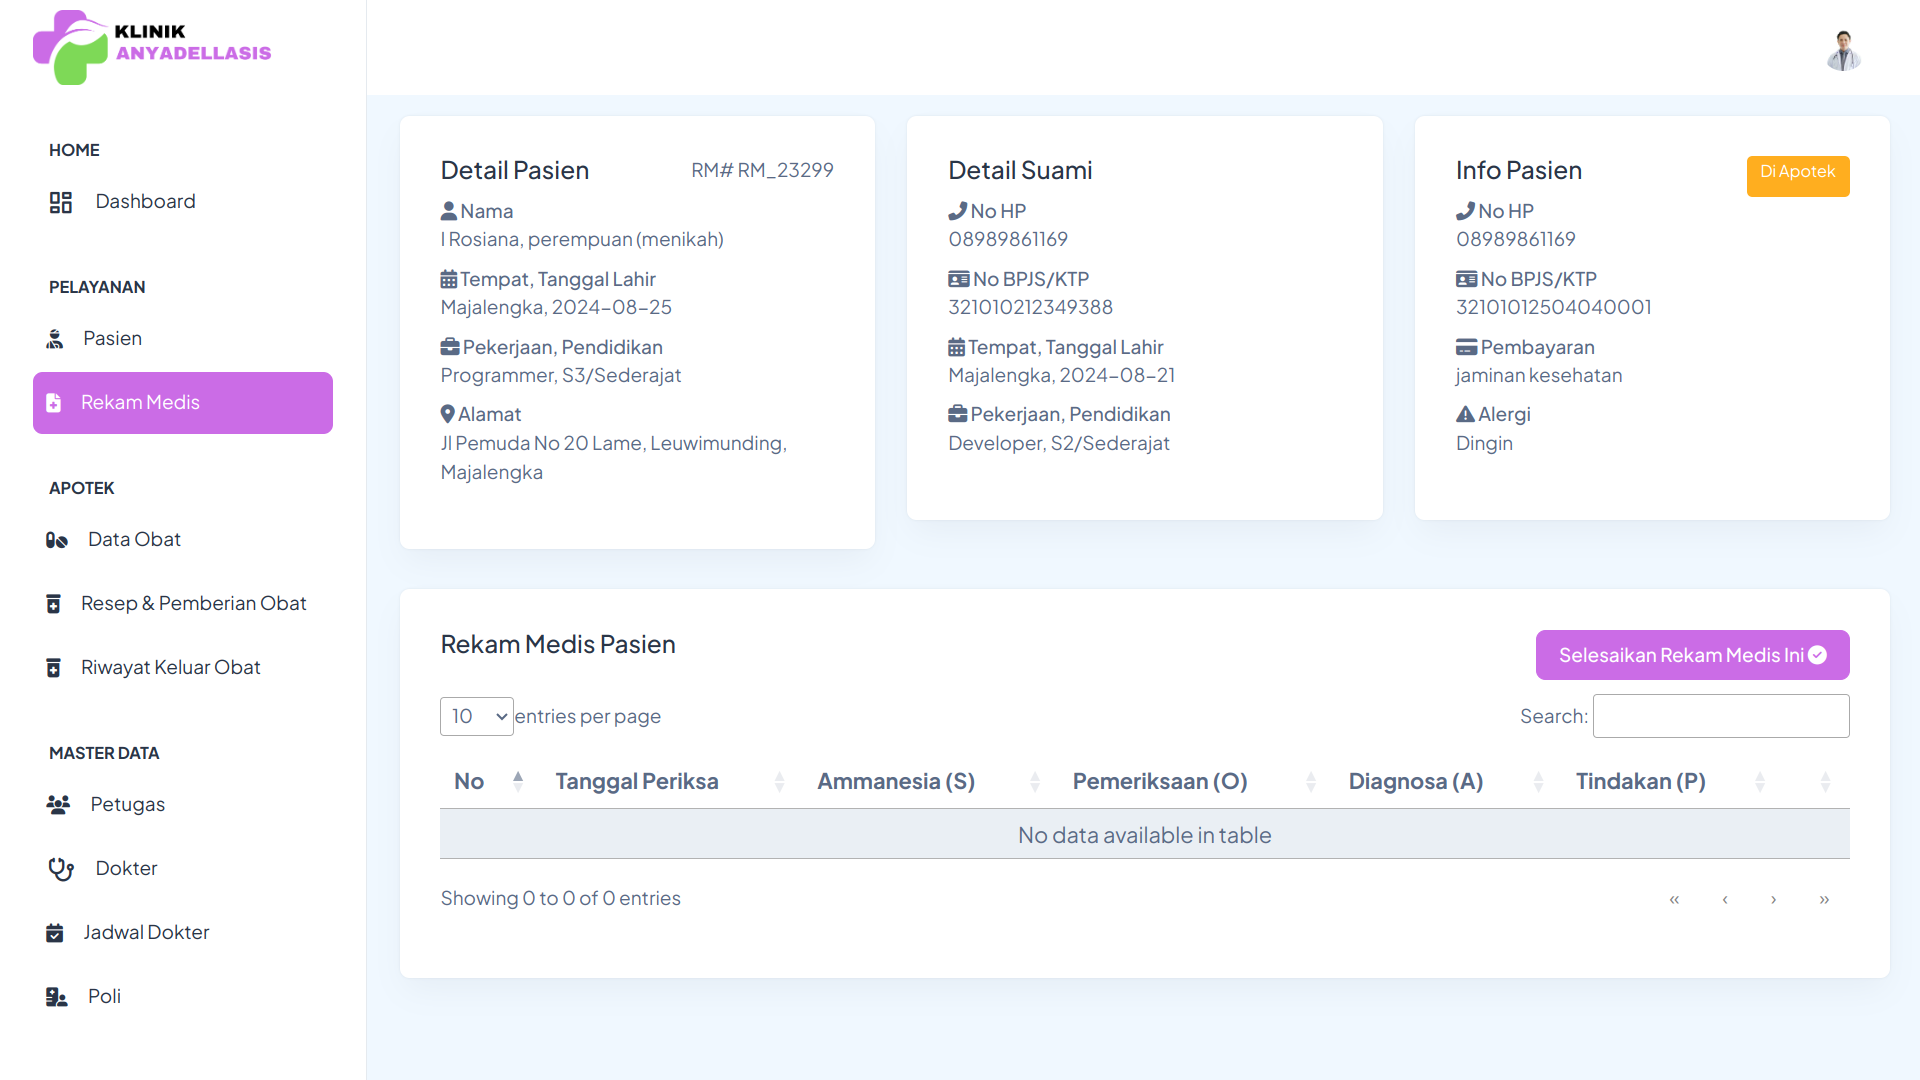 KLINIK
ANYADELLASIS
HOME
Dashboard
PELAYANAN
Pasien
Rekam Medis
APOTEK
Data Obat
Resep & Pemberian Obat
Riwayat Keluar Obat
MASTER DATA
Petugas
Dokter
Jadwal Dokter
Poli
Detail Pasien
RM# RM_23299
Nama
I Rosiana, perempuan (menikah)
Tempat, Tanggal Lahir
Majalengka, 2024-08-25
Pekerjaan, Pendidikan
Programmer, S3/Sederajat
Alamat
Jl Pemuda No 20 Lame, Leuwimunding,
Majalengka
Detail Suami
No HP
08989861169
No BPJS/KTP
321010212349388
Tempat, Tanggal Lahir
Majalengka, 2024-08-21
Pekerjaan, Pendidikan
Developer, S2/Sederajat
Info Pasien
Di Apotek
No HP
08989861169
No BPJS/KTP
32101012504040001
Pembayaran
jaminan kesehatan
Alergi
Dingin
Rekam Medis Pasien
Selesaikan Rekam Medis Ini
10 entries per page
Search:
No Tanggal Periksa Ammanesia (S) Pemeriksaan (O) Diagnosa (A) Tindakan (P)
No data available in table
Showing 0 to 0 of 0 entries
« ‹ › »